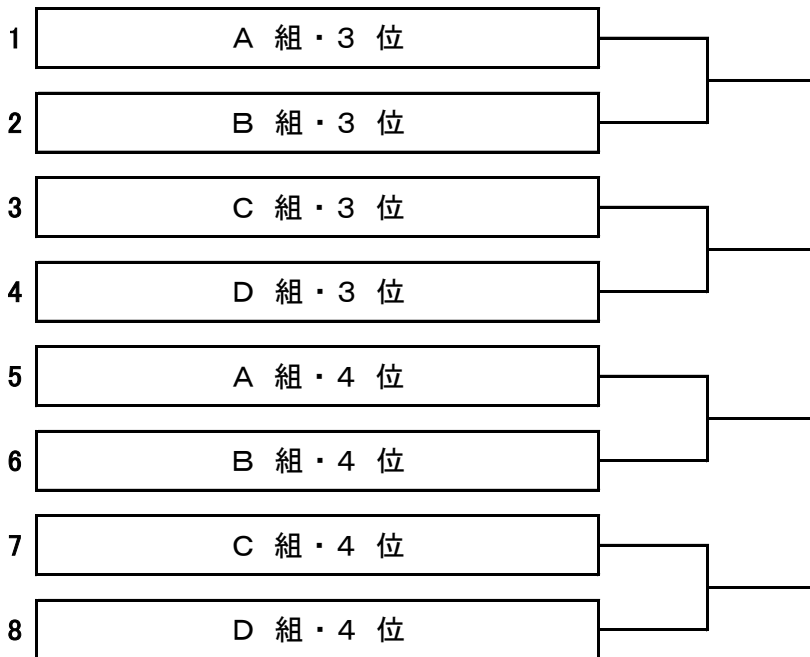 1 A 組・3 位
2 B 組・3 位
3 C 組・3 位
4 D 組・3 位
5 A 組・4 位
6 B 組・4 位
7 C 組・4 位
8 D 組・4 位